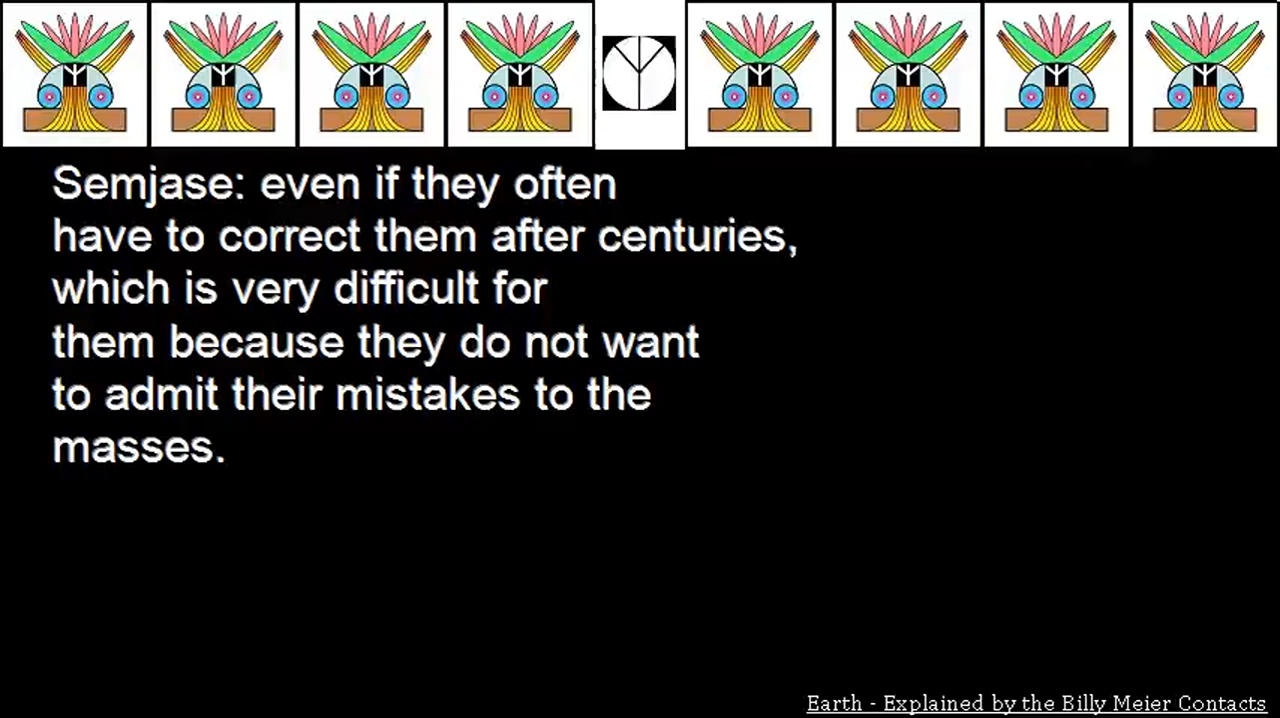 Semjase: even if they often
have to correct them after centuries,
which is very difficult for
them because they do not want
to admit their mistakes to the
masses.
Earth - Explained by the Billy Meier Contacts